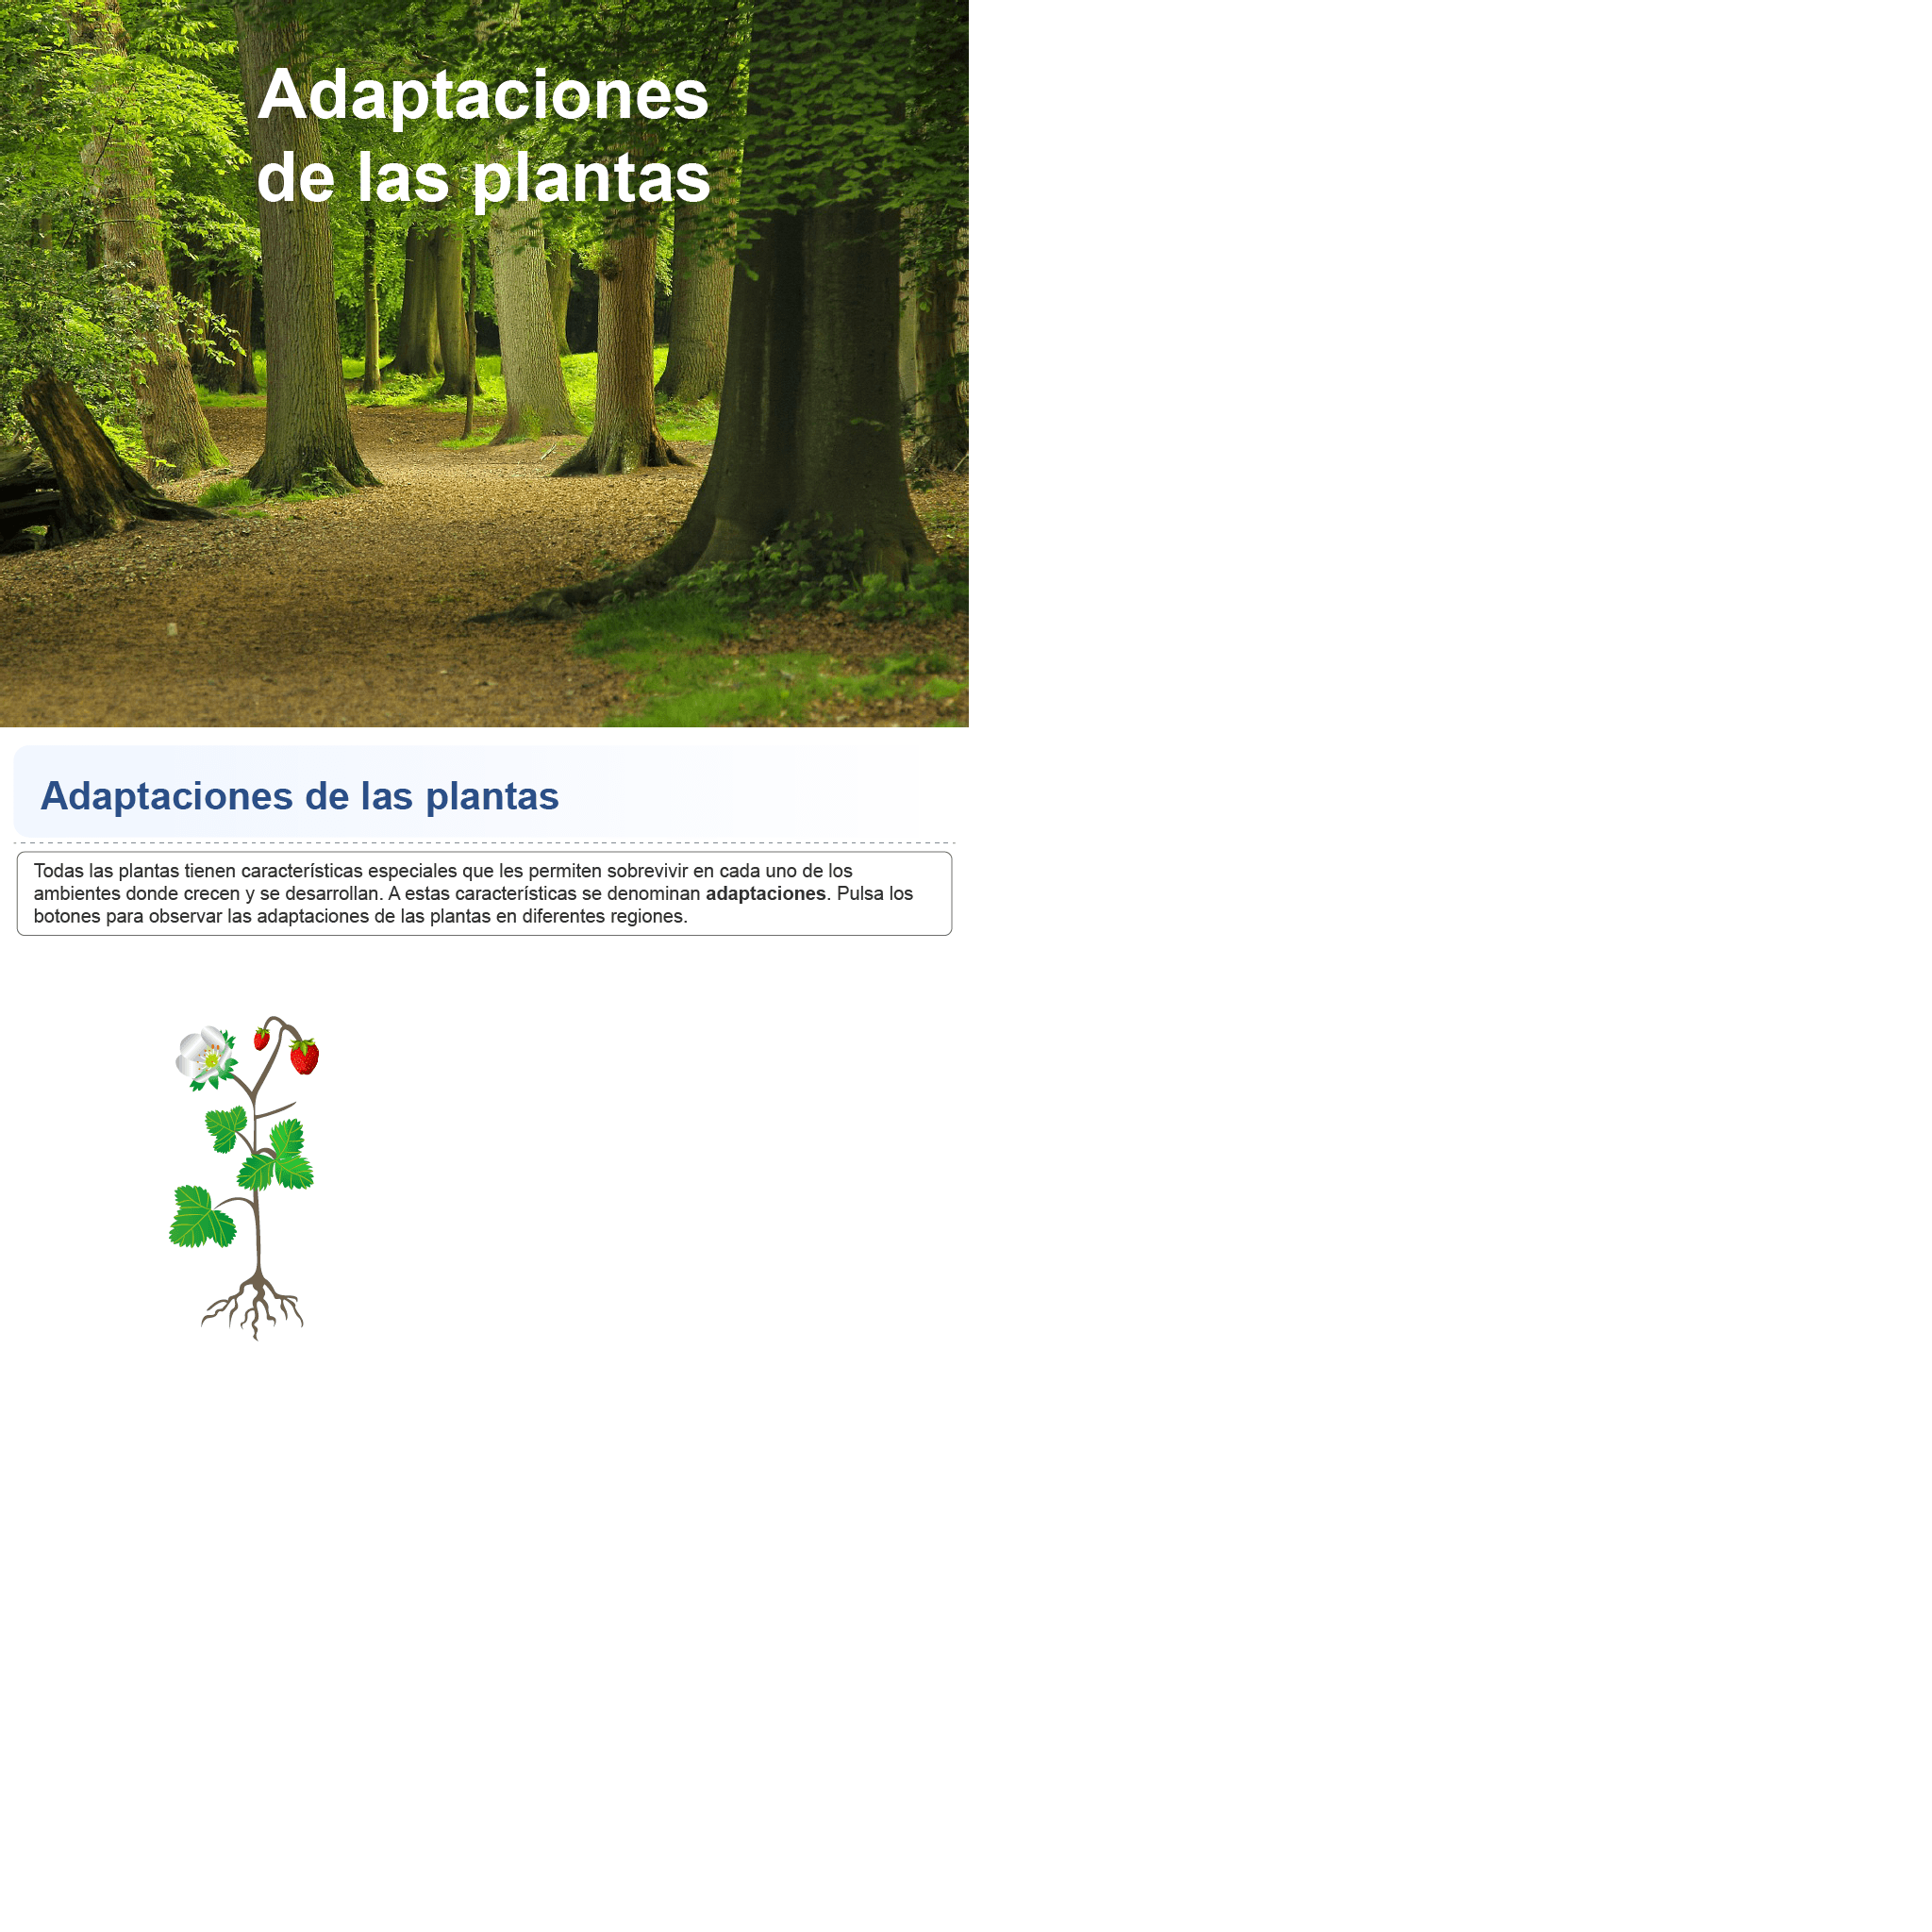 Adaptaciones
de las plantas
Adaptaciones de las plantas
Todas las plantas tienen características especiales que les permiten sobrevivir en cada uno de los
ambientes donde crecen y se desarrollan. A estas características se denominan adaptaciones. Pulsa los
botones para observar las adaptaciones de las plantas en diferentes regiones.